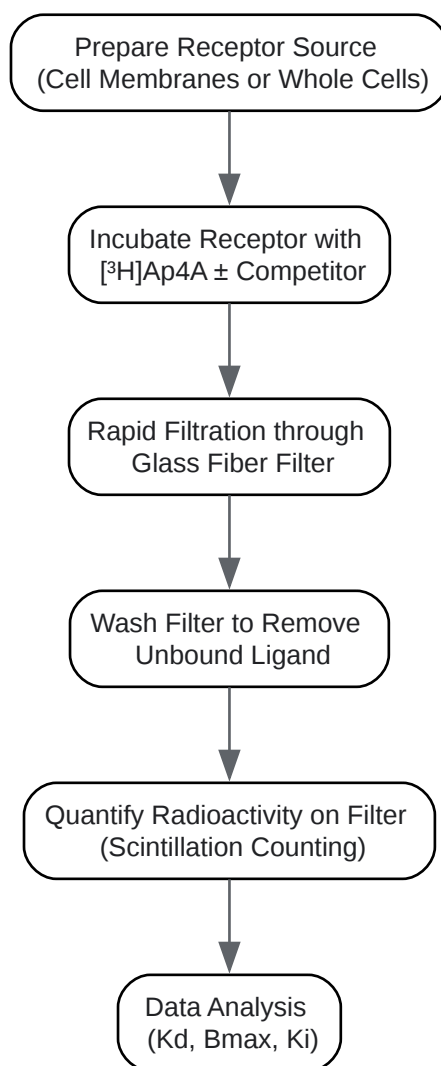 Prepare Receptor Source
(Cell Membranes or Whole Cells)
Incubate Receptor with
[³H]Ap4A ± Competitor
Rapid Filtration through
Glass Fiber Filter
Wash Filter to Remove
Unbound Ligand
Quantify Radioactivity on Filter
(Scintillation Counting)
Data Analysis
(Kd, Bmax, Ki)